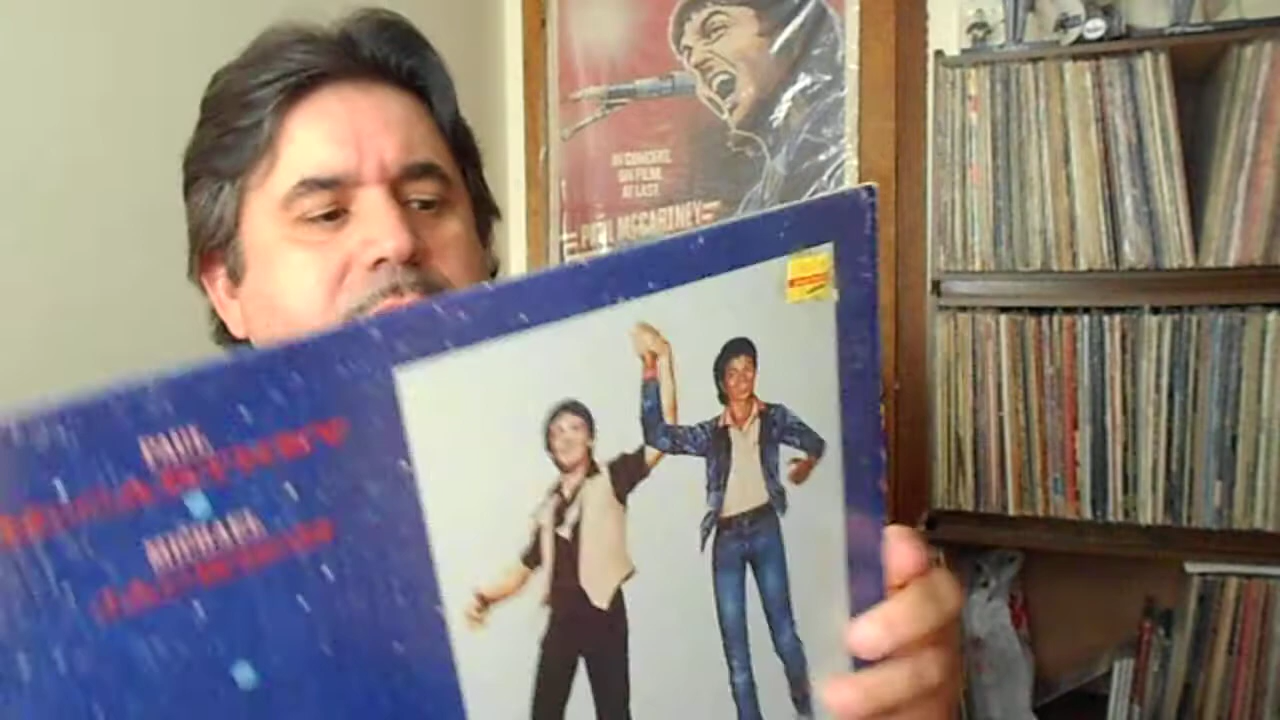 IN CONCERT.
ON FILM.
AT LAST.
PAUL McCARTNEY
PAUL
McCARTNEY
MICHAEL
JACKSON